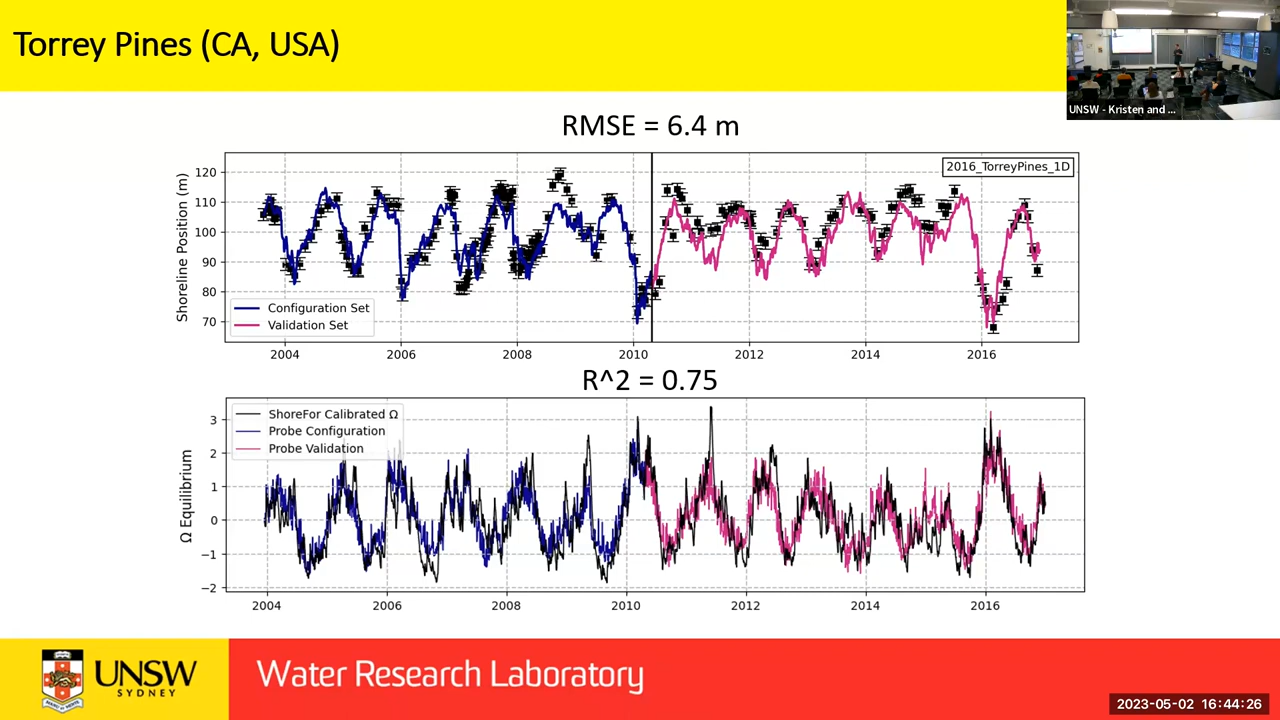 Torrey Pines (CA, USA)
UNSW - Kristen and ...
RMSE = 6.4 m
2016_TorreyPines_1D
Shoreline Position (m)
120
110
100
90
80
70
Configuration Set
Validation Set
2004 2006 2008 2010 2012 2014 2016
R^2 = 0.75
Ω Equilibrium
3
2
1
0
−1
−2
ShoreFor Calibrated Ω
Probe Configuration
Probe Validation
2004 2006 2008 2010 2012 2014 2016
UNSW
SYDNEY
Water Research Laboratory
2023-05-02 16:44:26